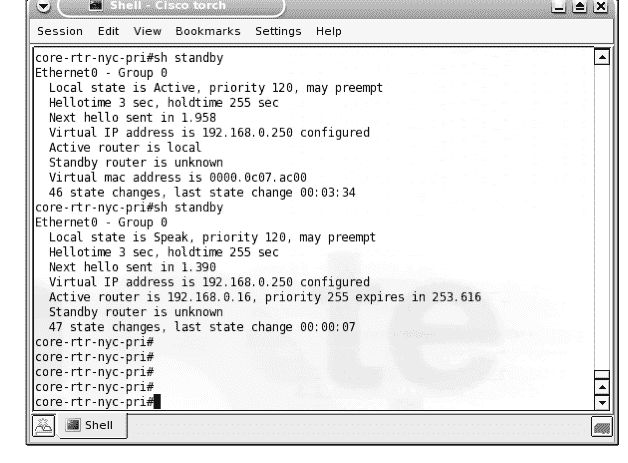 Shell - Cisco torch
Session Edit View Bookmarks Settings Help
core-rtr-nyc-pri#sh standby
Ethernet0 - Group 0
  Local state is Active, priority 120, may preempt
  Hellotime 3 sec, holdtime 255 sec
  Next hello sent in 1.958
  Virtual IP address is 192.168.0.250 configured
  Active router is local
  Standby router is unknown
  Virtual mac address is 0000.0c07.ac00
  46 state changes, last state change 00:03:34
core-rtr-nyc-pri#sh standby
Ethernet0 - Group 0
  Local state is Speak, priority 120, may preempt
  Hellotime 3 sec, holdtime 255 sec
  Next hello sent in 1.390
  Virtual IP address is 192.168.0.250 configured
  Active router is 192.168.0.16, priority 255 expires in 253.616
  Standby router is unknown
  47 state changes, last state change 00:00:07
core-rtr-nyc-pri#
core-rtr-nyc-pri#
core-rtr-nyc-pri#
core-rtr-nyc-pri#
core-rtr-nyc-pri#
Shell